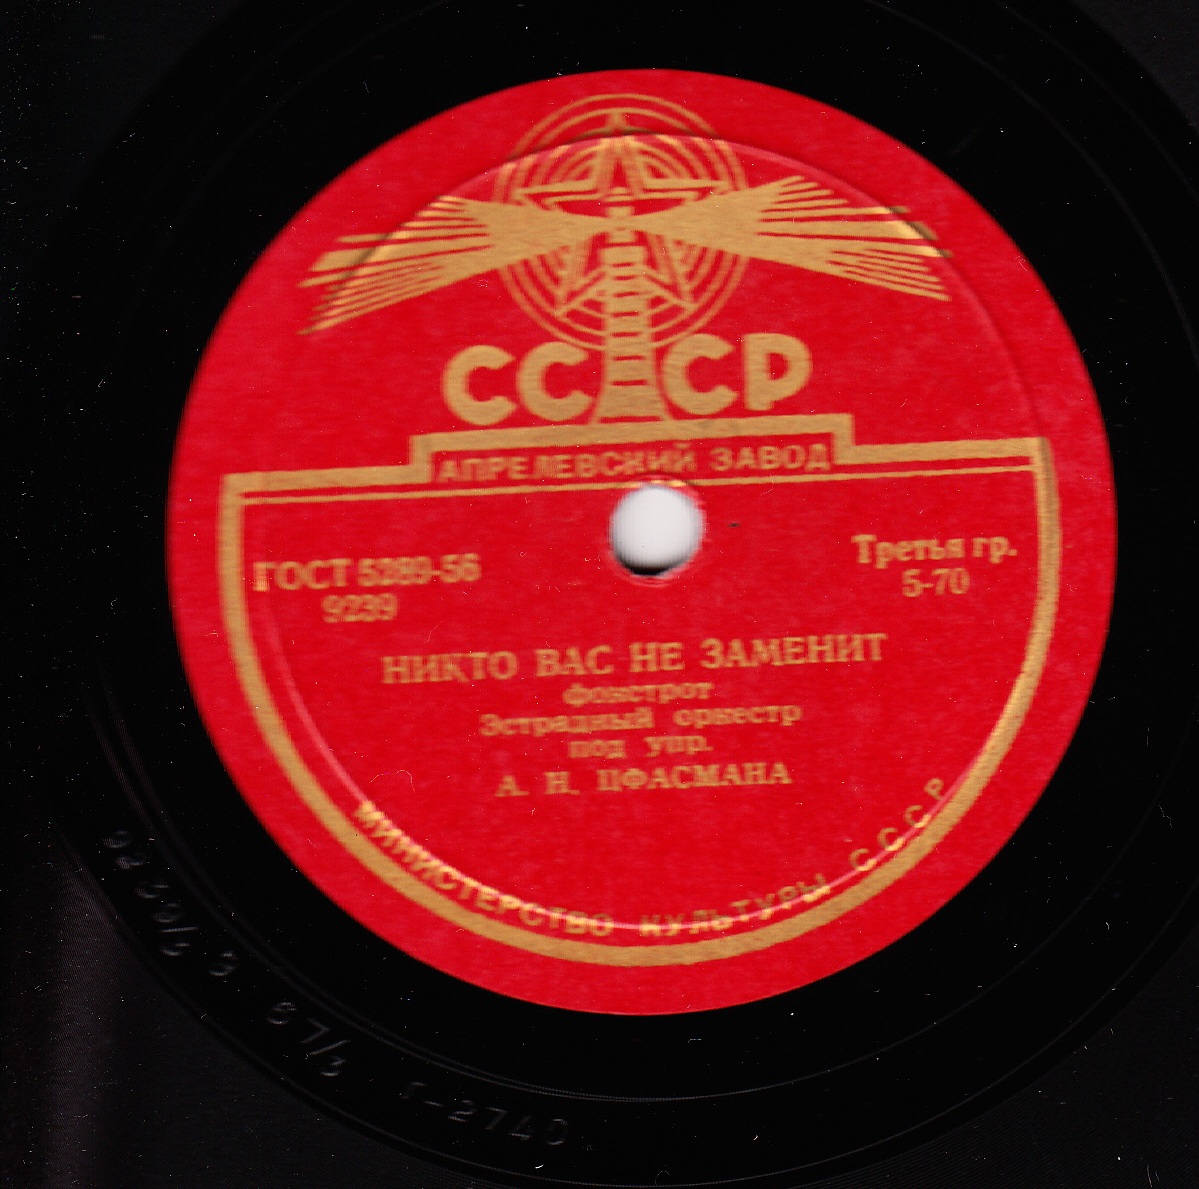 СССР
АПРЕЛЕВСКИЙ ЗАВОД
ГОСТ 5289-56
9239
Третья гр.
5-70
НИКТО ВАС НЕ ЗАМЕНИТ
фокстрот
Эстрадный оркестр
под упр.
А. Н. ЦФАСМАНА
МИНИСТЕРСТВО КУЛЬТУРЫ СССР